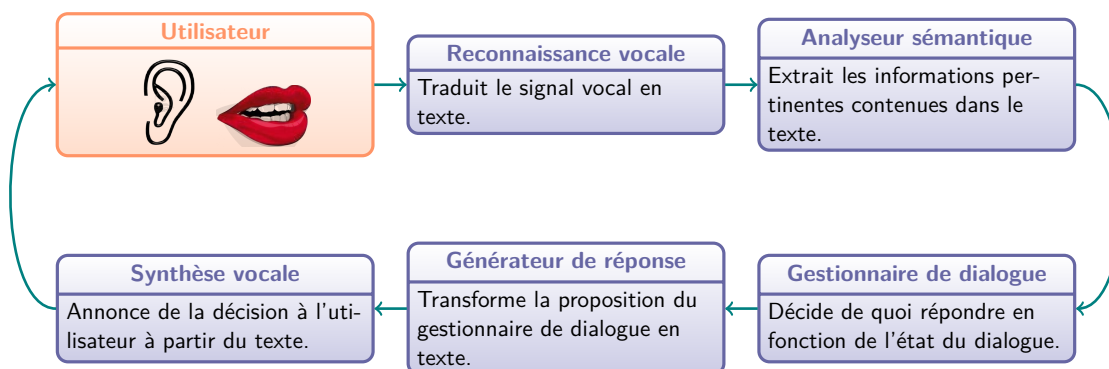 Utilisateur
Reconnaissance vocale
Traduit le signal vocal en
texte.
Analyseur sémantique
Extrait les informations per-
tinentes contenues dans le
texte.
Synthèse vocale
Annonce de la décision à l'uti-
lisateur à partir du texte.
Générateur de réponse
Transforme la proposition du
gestionnaire de dialogue en
texte.
Gestionnaire de dialogue
Décide de quoi répondre en
fonction de l'état du dialogue.